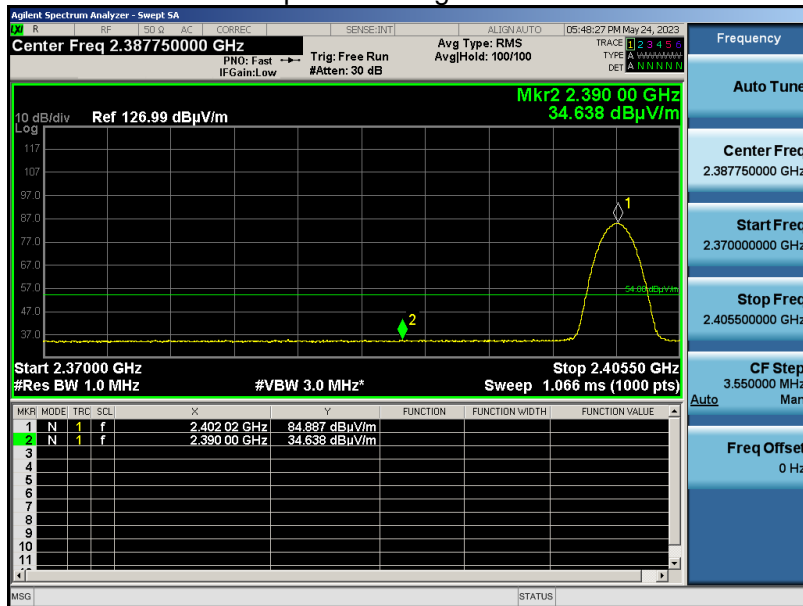 Agilent Spectrum Analyzer - Swept SA
LXI R RF 50 Ω AC CORREC SENSE:INT ALIGN AUTO 05:48:27 PM May 24, 2023
Center Freq 2.387750000 GHz
PNO: Fast
IFGain:Low
Trig: Free Run
#Atten: 30 dB
Avg Type: RMS
Avg|Hold: 100/100
TRACE 1 2 3 4 5 6
TYPE A
DET A N N N N N
Mkr2 2.390 00 GHz
34.638 dBµV/m
10 dB/div Ref 126.99 dBµV/m
Log
117
107
97.0
87.0
77.0
67.0
57.0
47.0
37.0
1
2
54.00 dBµV/m
Start 2.37000 GHz Stop 2.40550 GHz
#Res BW 1.0 MHz #VBW 3.0 MHz* Sweep 1.066 ms (1000 pts)
MKR MODE TRC SCL X Y FUNCTION FUNCTION WIDTH FUNCTION VALUE
1 N 1 f 2.402 02 GHz 84.887 dBµV/m
2 N 1 f 2.390 00 GHz 34.638 dBµV/m
3
4
5
6
7
8
9
10
11
MSG STATUS
Frequency
Auto Tune
Center Freq
2.387750000 GHz
Start Freq
2.370000000 GHz
Stop Freq
2.405500000 GHz
CF Step
3.550000 MHz
Auto Man
Freq Offset
0 Hz